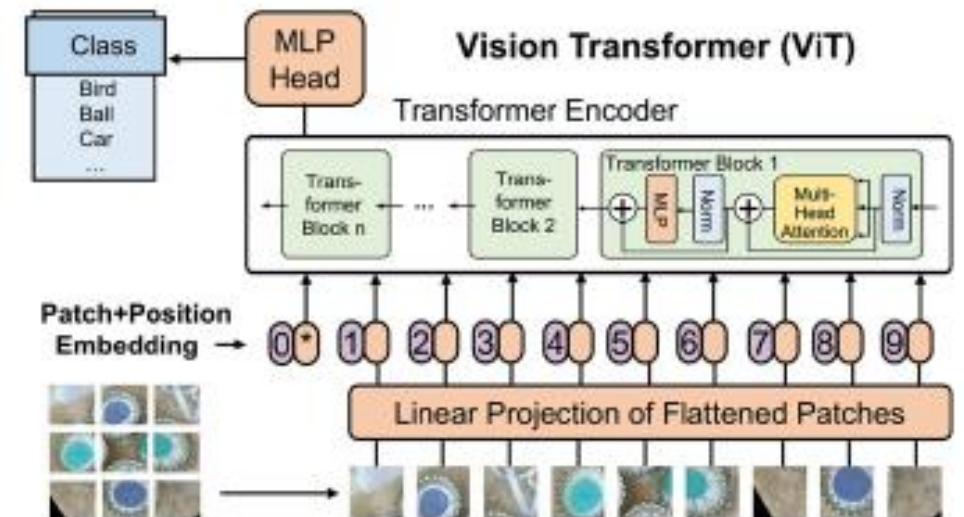 Class
Bird
Ball
Car
...
MLP
Head
Vision Transformer (ViT)
Transformer Encoder
Trans-
former
Block n
...
Trans-
former
Block 2
Transformer Block 1
+
MLP
Norm
+
Multi-
Head
Attention
Norm
Patch+Position
Embedding
0 * 1 2 3 4 5 6 7 8 9
Linear Projection of Flattened Patches